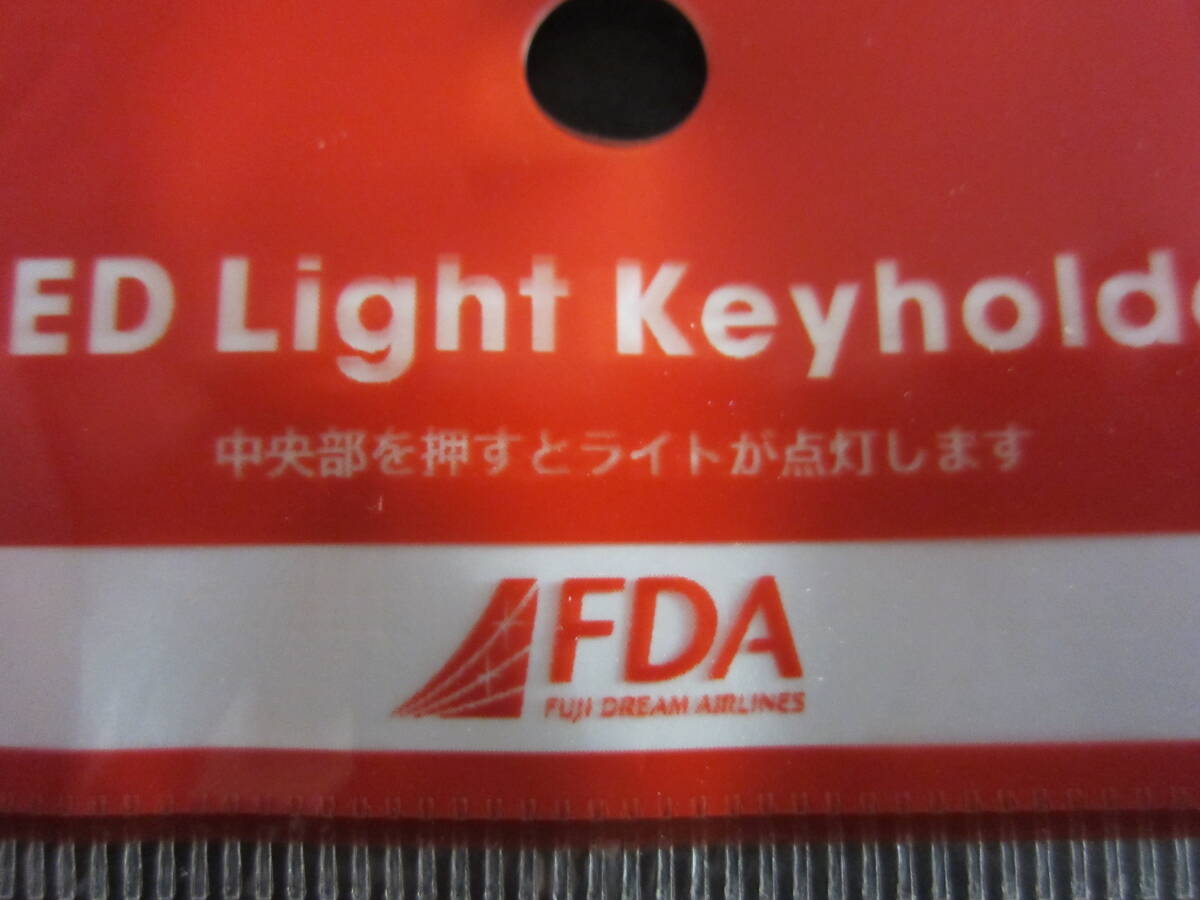 ED Light Keyholde
中央部を押すとライトが点灯します
FDA
FUJI DREAM AIRLINES